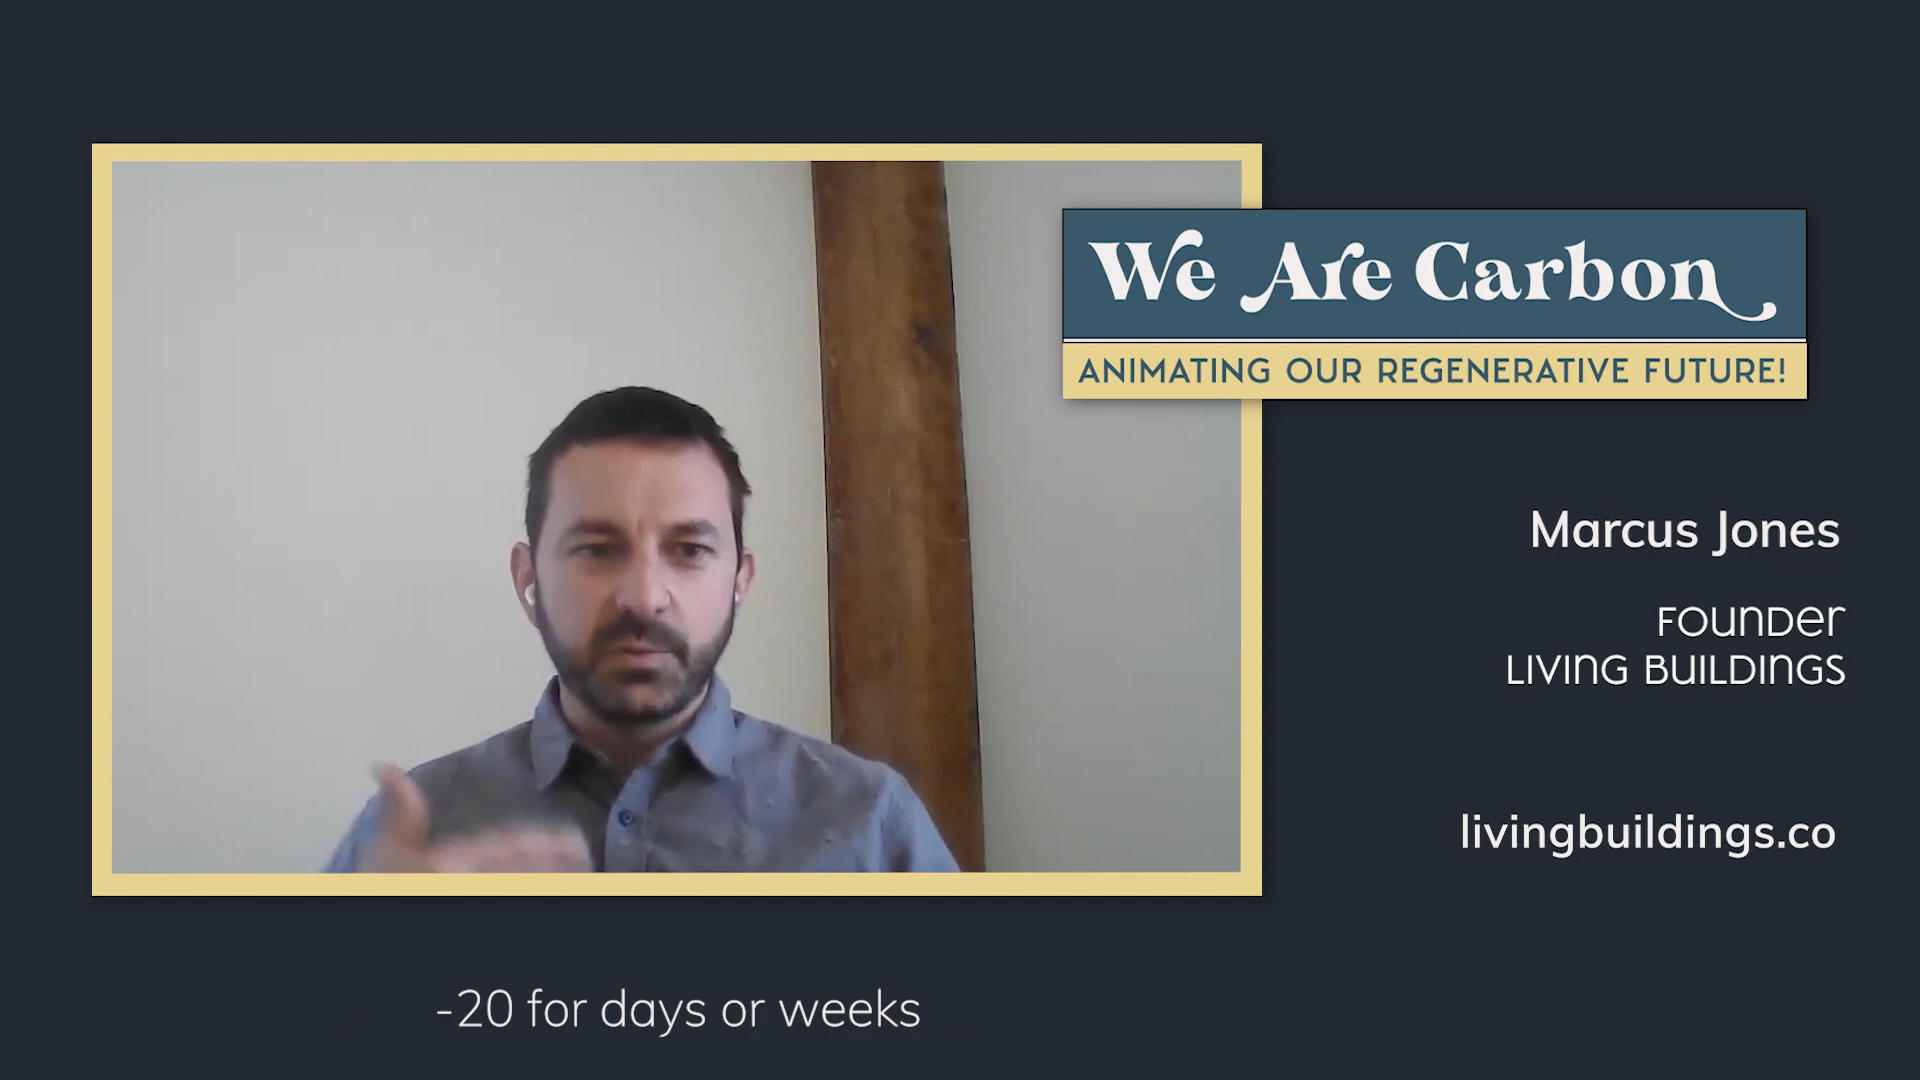 We Are Carbon
ANIMATING OUR REGENERATIVE FUTURE!
Marcus Jones
FOUNDER
LIVING BUILDINGS
livingbuildings.co
-20 for days or weeks